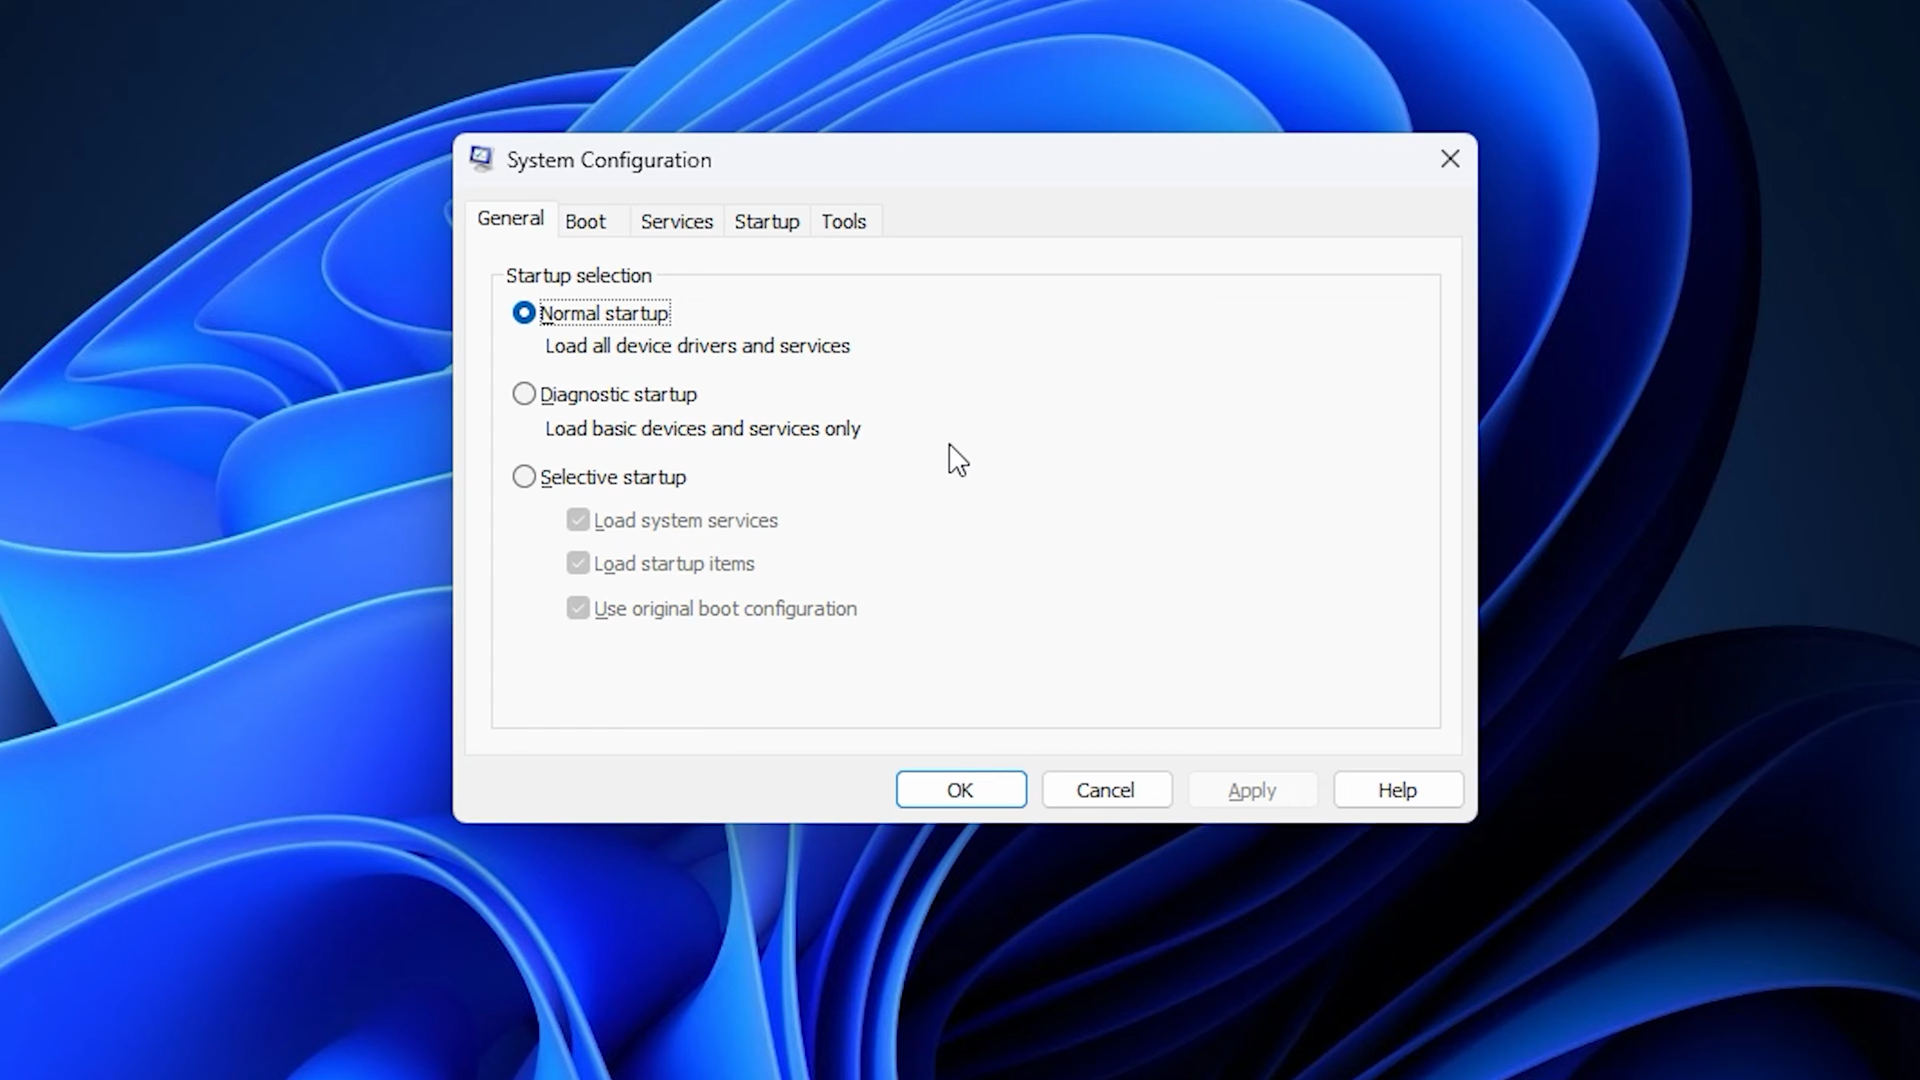 System Configuration
General Boot Services Startup Tools
Startup selection
Normal startup
Load all device drivers and services
Diagnostic startup
Load basic devices and services only
Selective startup
Load system services
Load startup items
Use original boot configuration
OK Cancel Apply Help